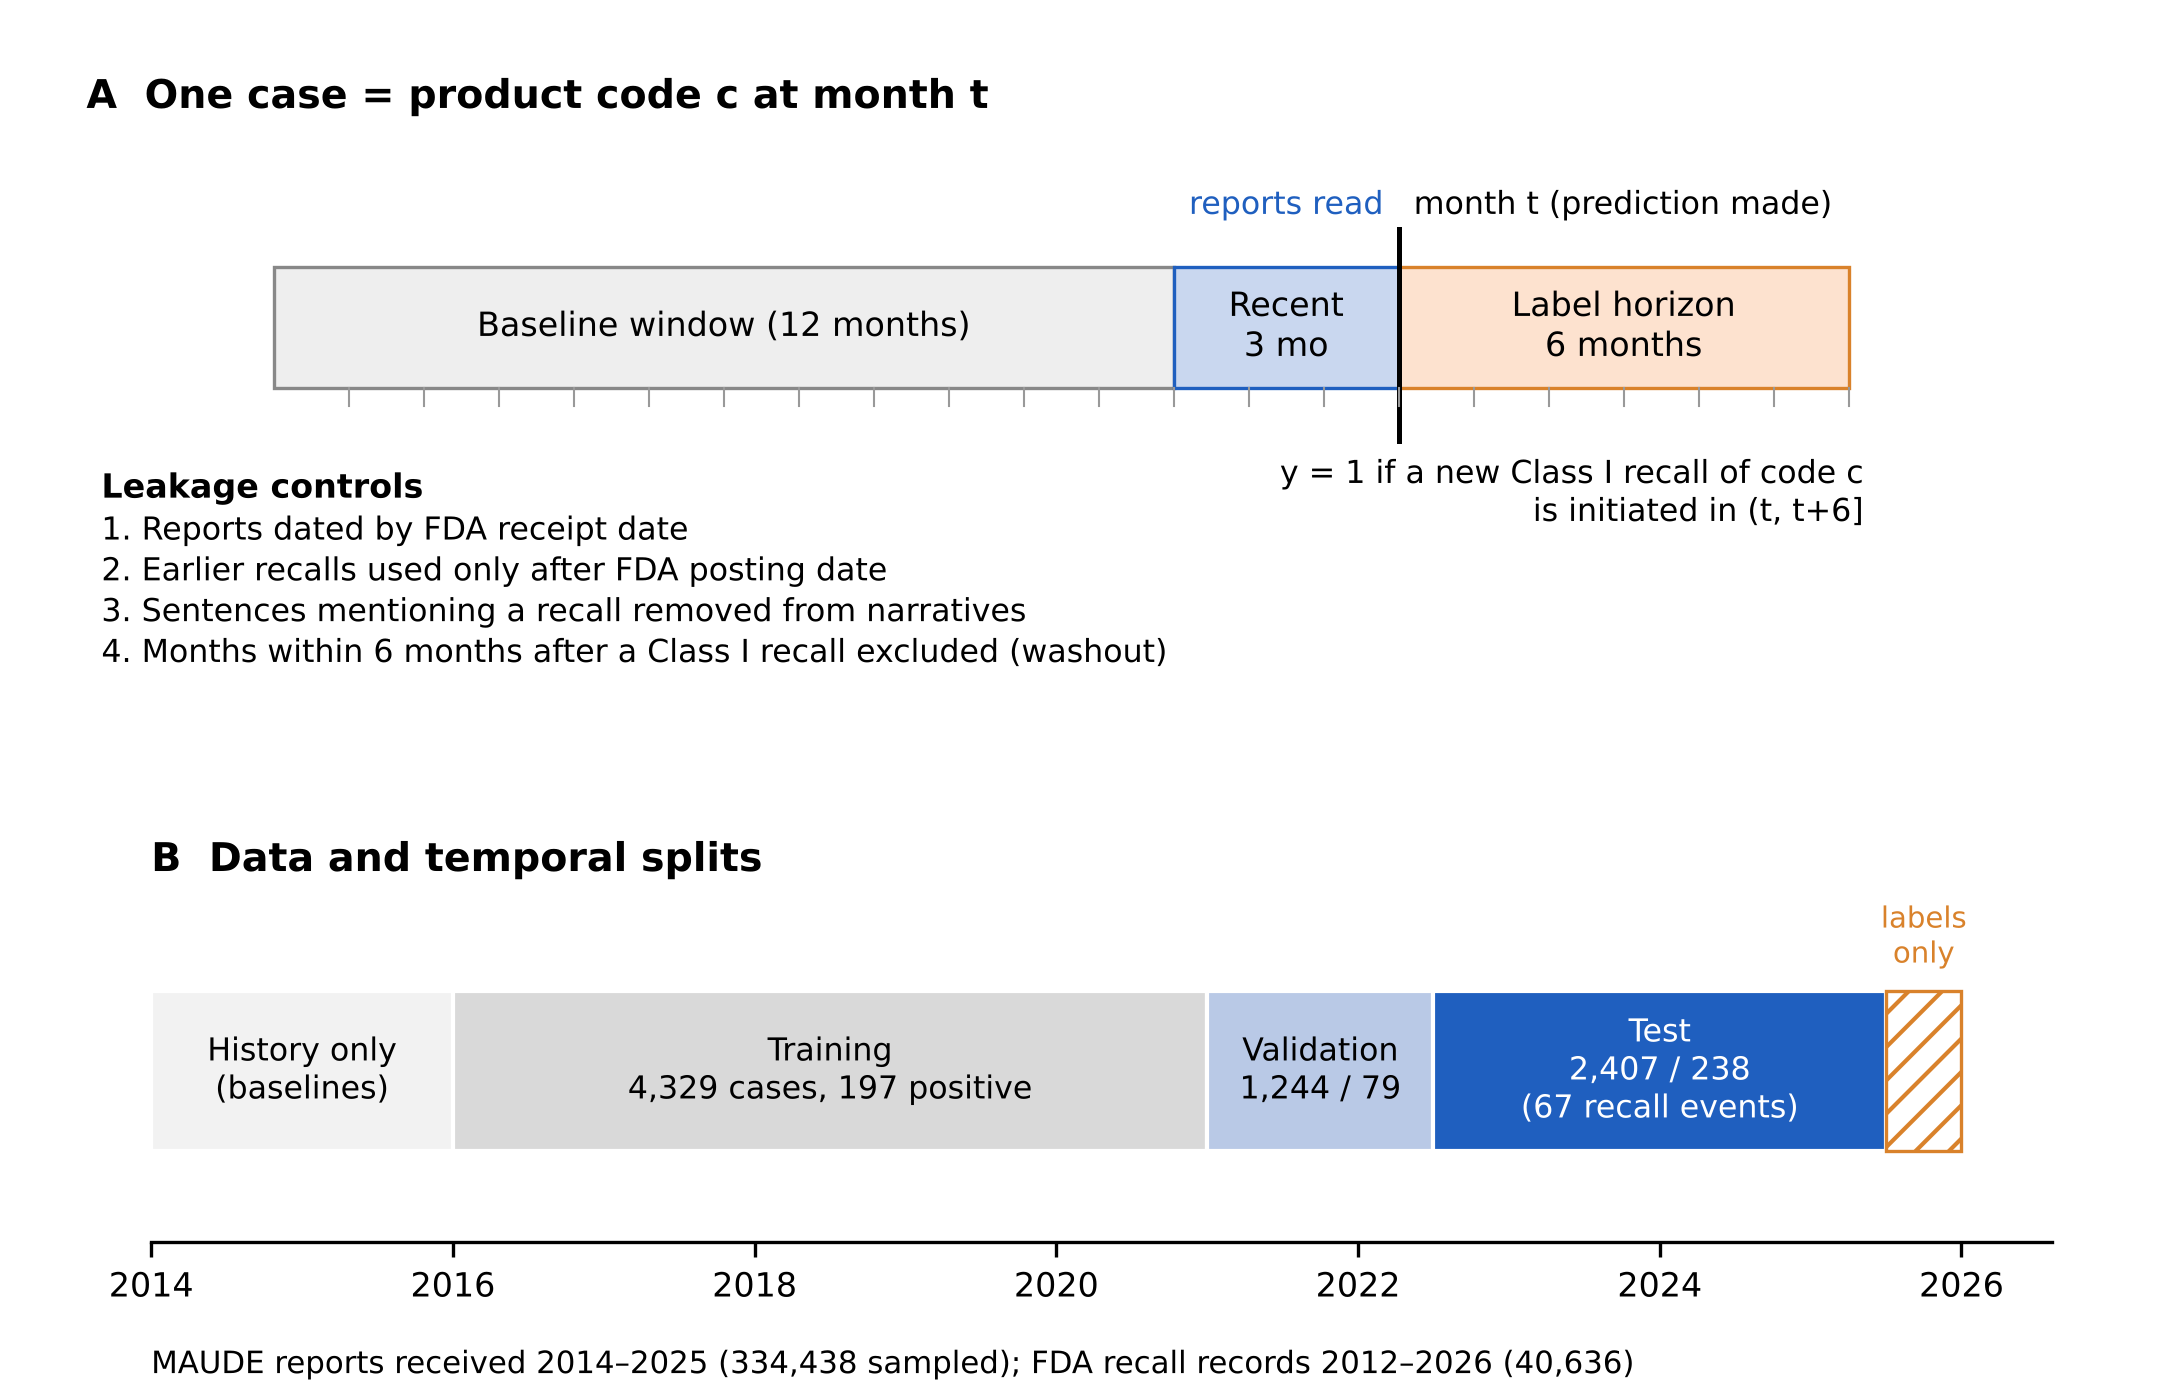 A  One case = product code c at month t
reports read
month t (prediction made)
Baseline window (12 months)
Recent
3 mo
Label horizon
6 months
y = 1 if a new Class I recall of code c
is initiated in (t, t+6]
Leakage controls
1. Reports dated by FDA receipt date
2. Earlier recalls used only after FDA posting date
3. Sentences mentioning a recall removed from narratives
4. Months within 6 months after a Class I recall excluded (washout)
B  Data and temporal splits
labels
only
History only
(baselines)
Training
4,329 cases, 197 positive
Validation
1,244 / 79
Test
2,407 / 238
(67 recall events)
2014
2016
2018
2020
2022
2024
2026
MAUDE reports received 2014–2025 (334,438 sampled); FDA recall records 2012–2026 (40,636)